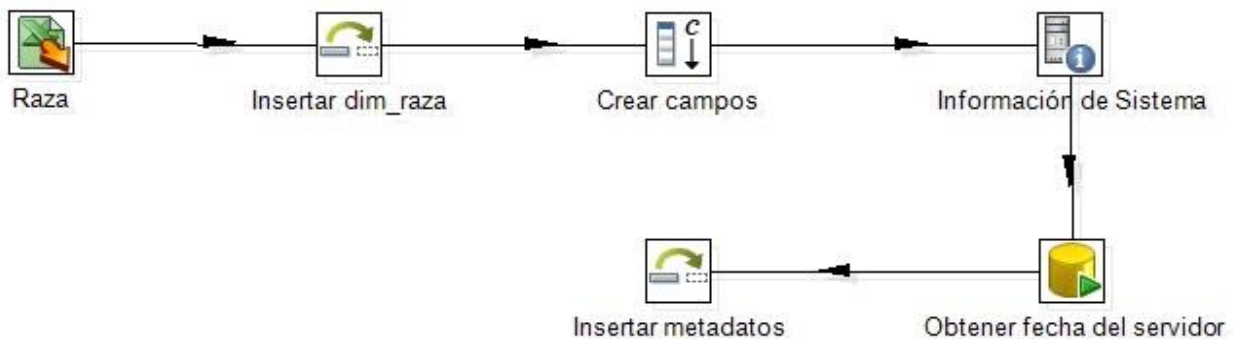 Raza
Insertar dim_raza
Crear campos
Información de Sistema
Insertar metadatos
Obtener fecha del servidor